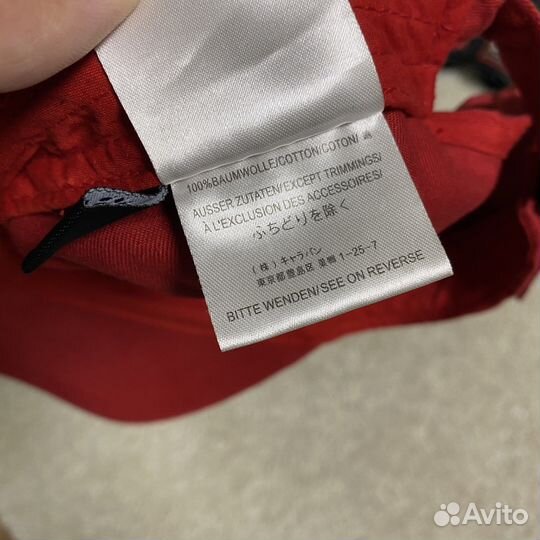 100%BAUMWOLLE/COTTON/COTON/綿
AUSSER ZUTATEN/EXCEPT TRIMMINGS/
À L'EXCLUSION DES ACCESSOIRES/
ふちどりを除く
(株) キャラバン
東京都豊島区 巣鴨 1-25-7
BITTE WENDEN/SEE ON REVERSE
Avito